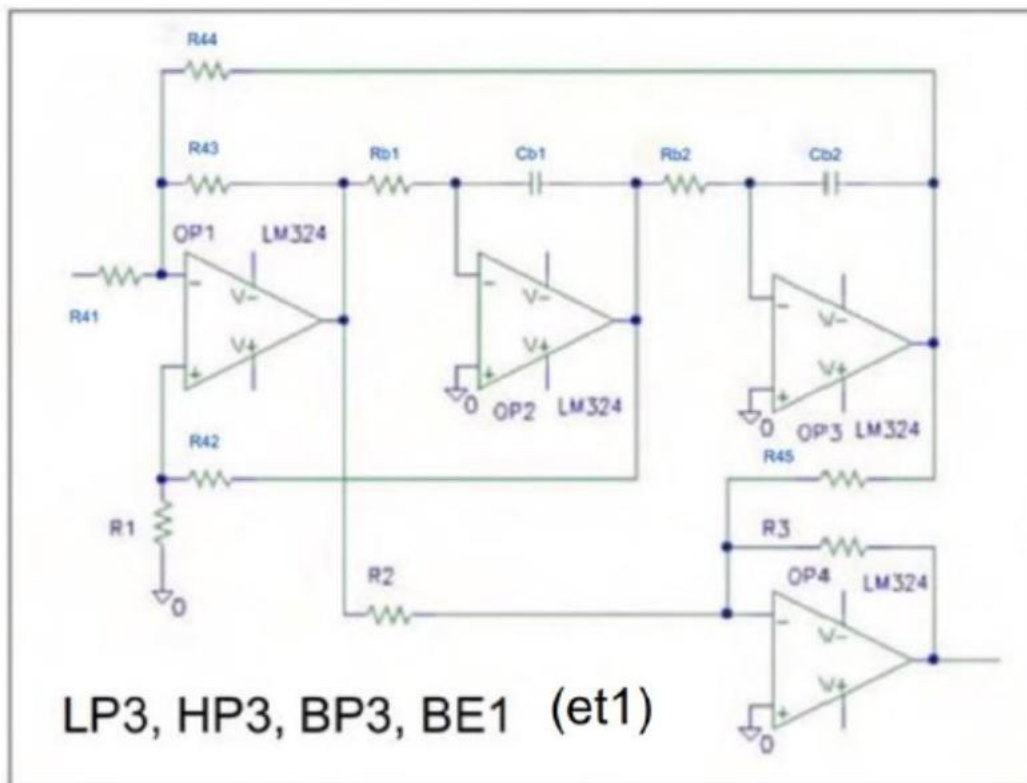 R44
R43
Rb1
Cb1
Rb2
Cb2
OP1
LM324
V-
V+
R41
V-
V+
0
OP2
LM324
V-
V+
0
OP3
LM324
R42
R45
R1
0
R2
R3
OP4
LM324
V-
V+
0
LP3, HP3, BP3, BE1 (et1)